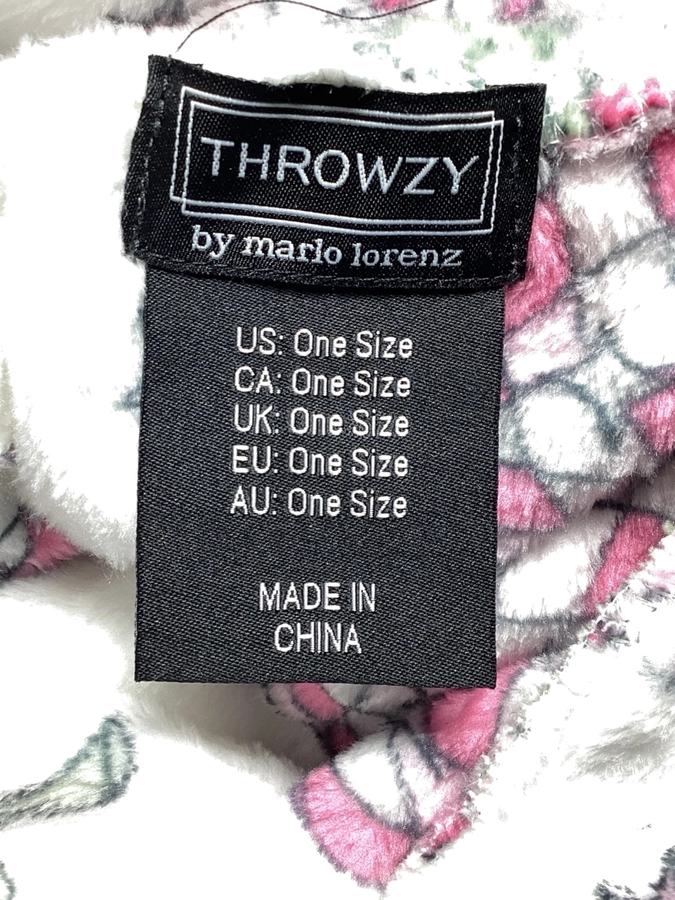 THROWZY
by marlo lorenz
US: One Size
CA: One Size
UK: One Size
EU: One Size
AU: One Size
MADE IN
CHINA